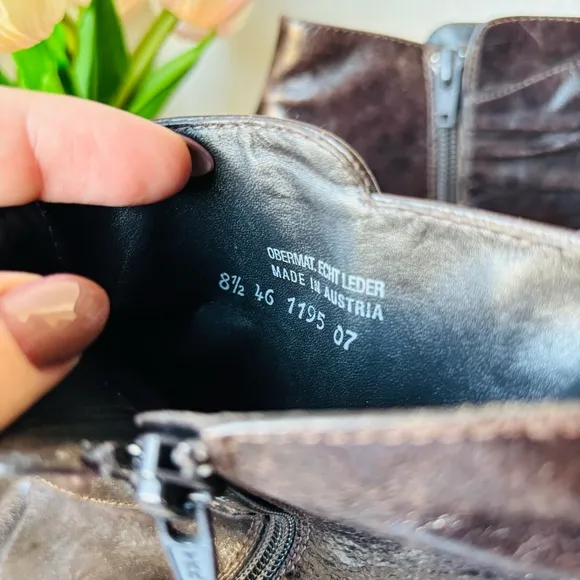 OBERMAT. ECHT LEDER
MADE IN AUSTRIA
8½ 46 1195 07